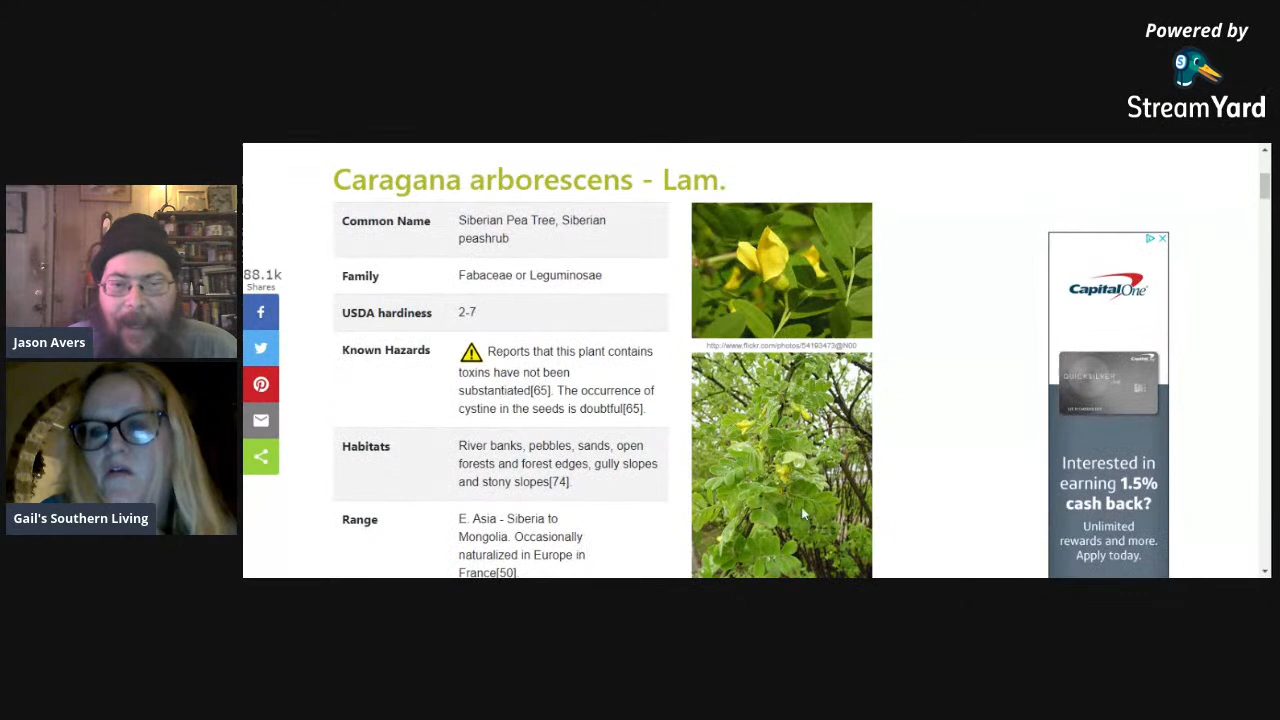 Powered by
StreamYard
Caragana arborescens - Lam.
Common Name
Siberian Pea Tree, Siberian
peashrub
Family
Fabaceae or Leguminosae
USDA hardiness
2-7
Known Hazards
Reports that this plant contains
toxins have not been
substantiated[65]. The occurrence of
cystine in the seeds is doubtful[65].
Habitats
River banks, pebbles, sands, open
forests and forest edges, gully slopes
and stony slopes[74].
Range
E. Asia - Siberia to
Mongolia. Occasionally
naturalized in Europe in
France[50].
88.1k
Shares
http://www.flickr.com/photos/54193473@N00
Jason Avers
Gail's Southern Living
Capital One
QUICKSILVER
Interested in
earning 1.5%
cash back?
Unlimited
rewards and more.
Apply today.